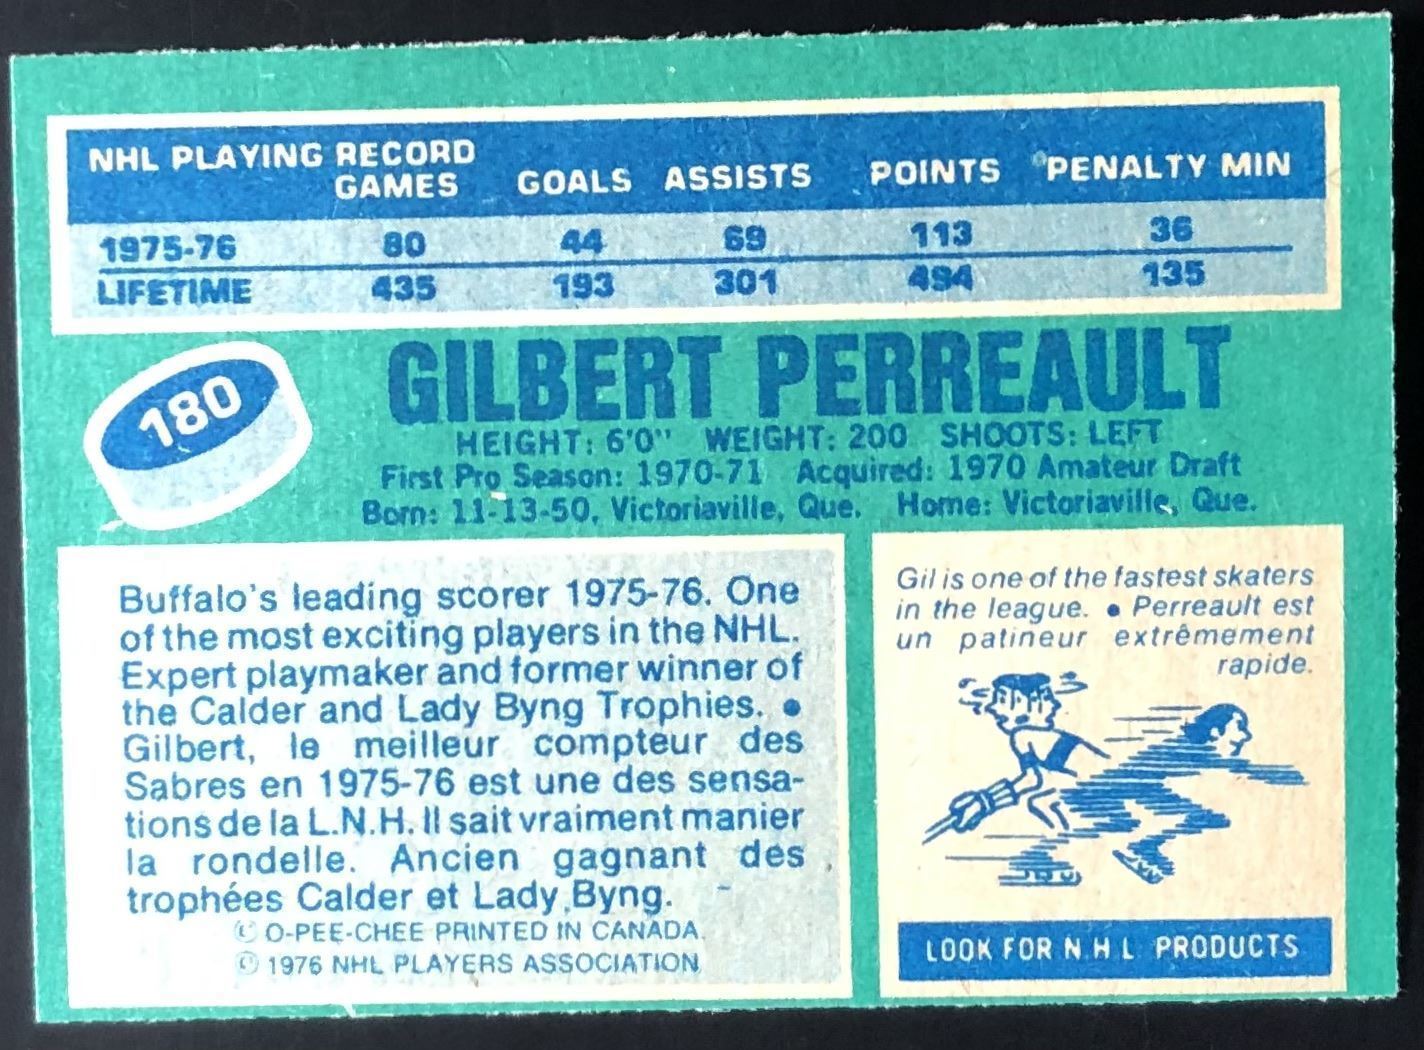 NHL PLAYING RECORD
GAMES GOALS ASSISTS POINTS PENALTY MIN
1975-76 80 44 69 113 36
LIFETIME 435 193 301 494 135
180
GILBERT PERREAULT
HEIGHT: 6'0" WEIGHT: 200 SHOOTS: LEFT
First Pro Season: 1970-71 Acquired: 1970 Amateur Draft
Born: 11-13-50, Victoriaville, Que. Home: Victoriaville, Que.
Buffalo's leading scorer 1975-76. One
of the most exciting players in the NHL.
Expert playmaker and former winner of
the Calder and Lady Byng Trophies. •
Gilbert, le meilleur compteur des
Sabres en 1975-76 est une des sensa-
tions de la L.N.H. Il sait vraiment manier
la rondelle. Ancien gagnant des
trophées Calder et Lady Byng.
© O-PEE-CHEE PRINTED IN CANADA.
© 1976 NHL PLAYERS ASSOCIATION
Gil is one of the fastest skaters
in the league. • Perreault est
un patineur extrêmement
rapide.
LOOK FOR N H L PRODUCTS